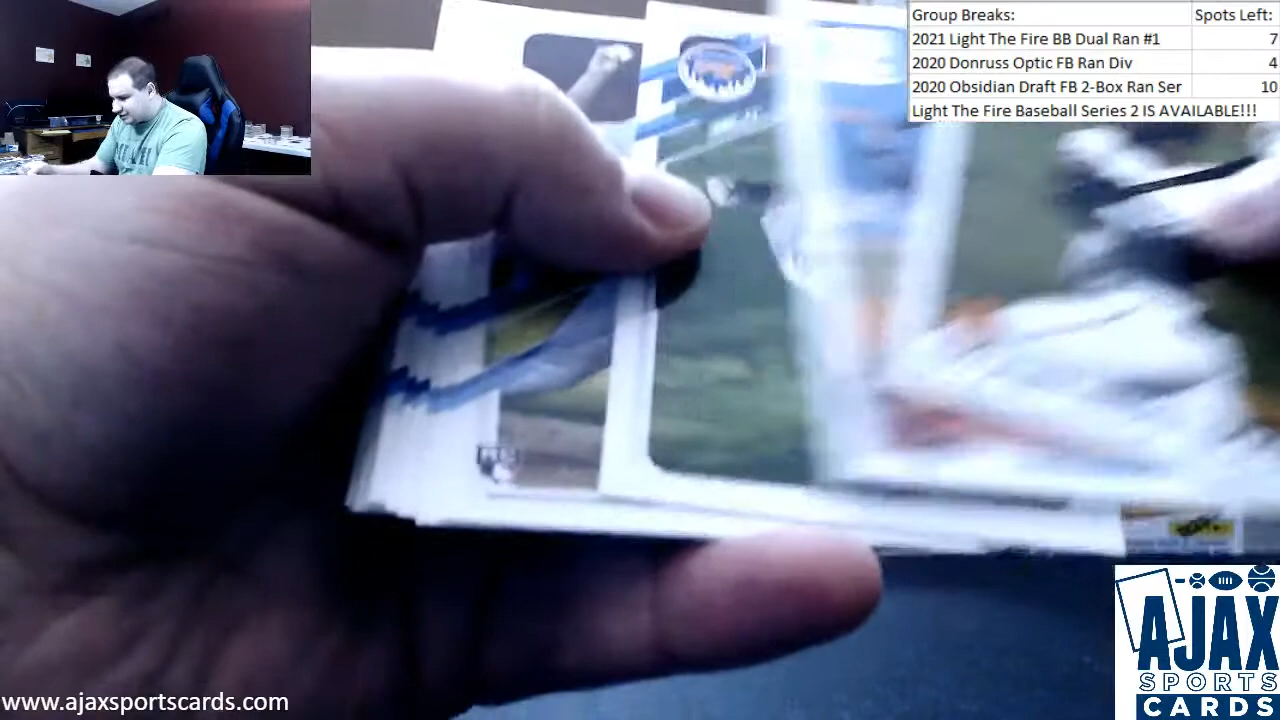 Group Breaks: Spots Left:
2021 Light The Fire BB Dual Ran #1 7
2020 Donruss Optic FB Ran Div 4
2020 Obsidian Draft FB 2-Box Ran Ser 10
Light The Fire Baseball Series 2 IS AVAILABLE!!!
www.ajaxsportscards.com
AJAX
SPORTS
CARDS